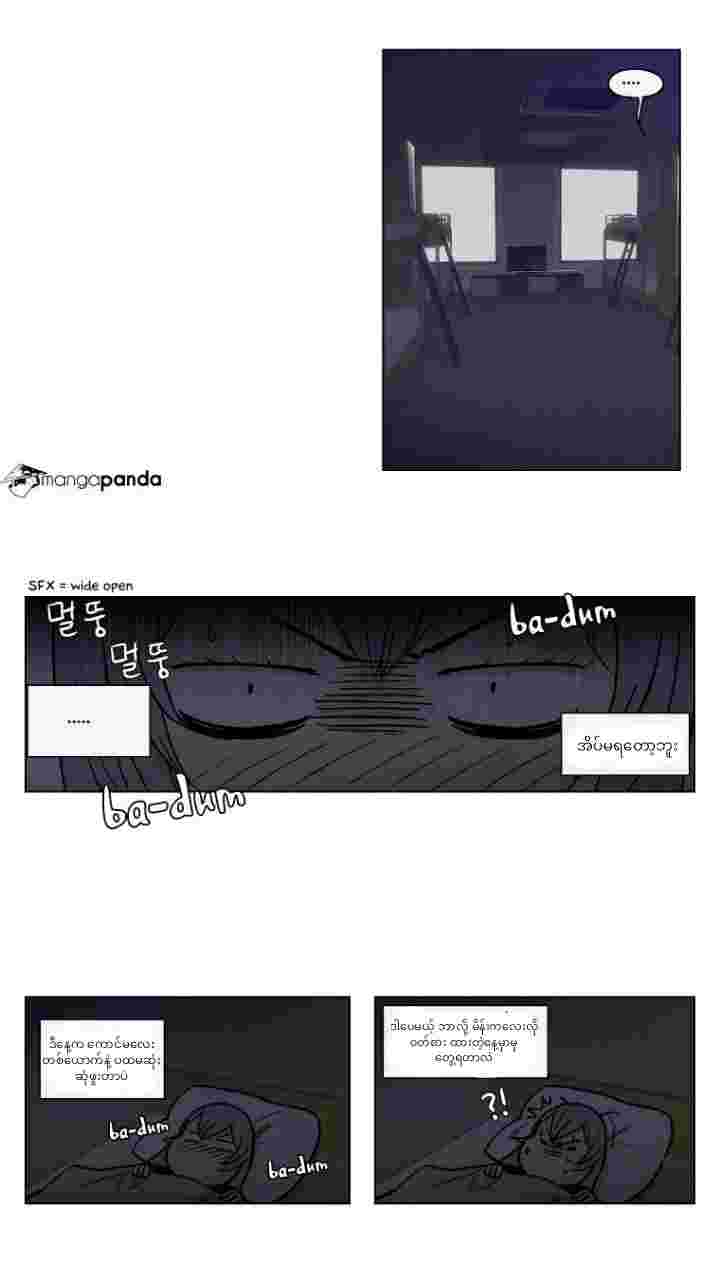 ....
mangapanda
SFX = wide open
멀뚱
멀뚱
ba-dum
.....
အိပ်မရတော့ဘူး
ba-dum
ဒီနေ့က ကောင်မလေး
တစ်ယောက်နဲ့ ပထမဆုံး
ဆုံဖူးတာပဲ
ba-dum
ba-dum
ဒါပေမယ့် ဘာလို့ မိန်းကလေးလို
ဝတ်စား ထားတဲ့နေ့မှာမှ
တွေ့ရတာလဲ
?!